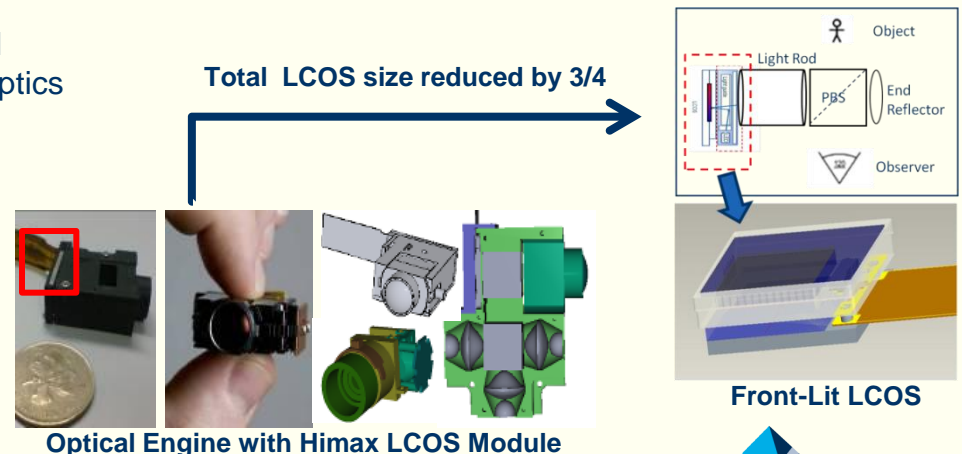 ptics
Total LCOS size reduced by 3/4
Object
Light Rod
PBS
End
Reflector
Observer
Front-Lit LCOS
Optical Engine with Himax LCOS Module